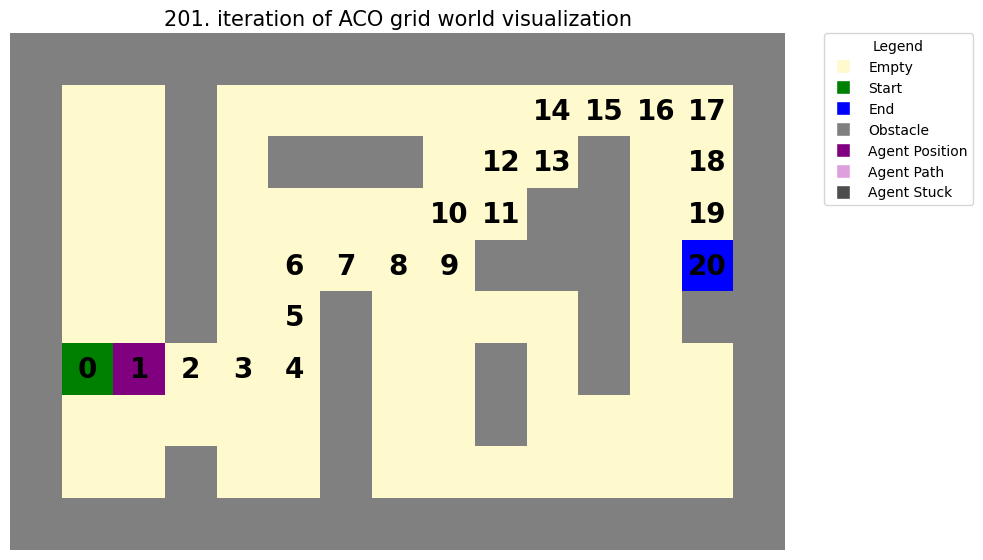 201. iteration of ACO grid world visualization
14 15 16 17
12 13 18
10 11 19
6 7 8 9 20
5
0 1 2 3 4
Legend
Empty
Start
End
Obstacle
Agent Position
Agent Path
Agent Stuck